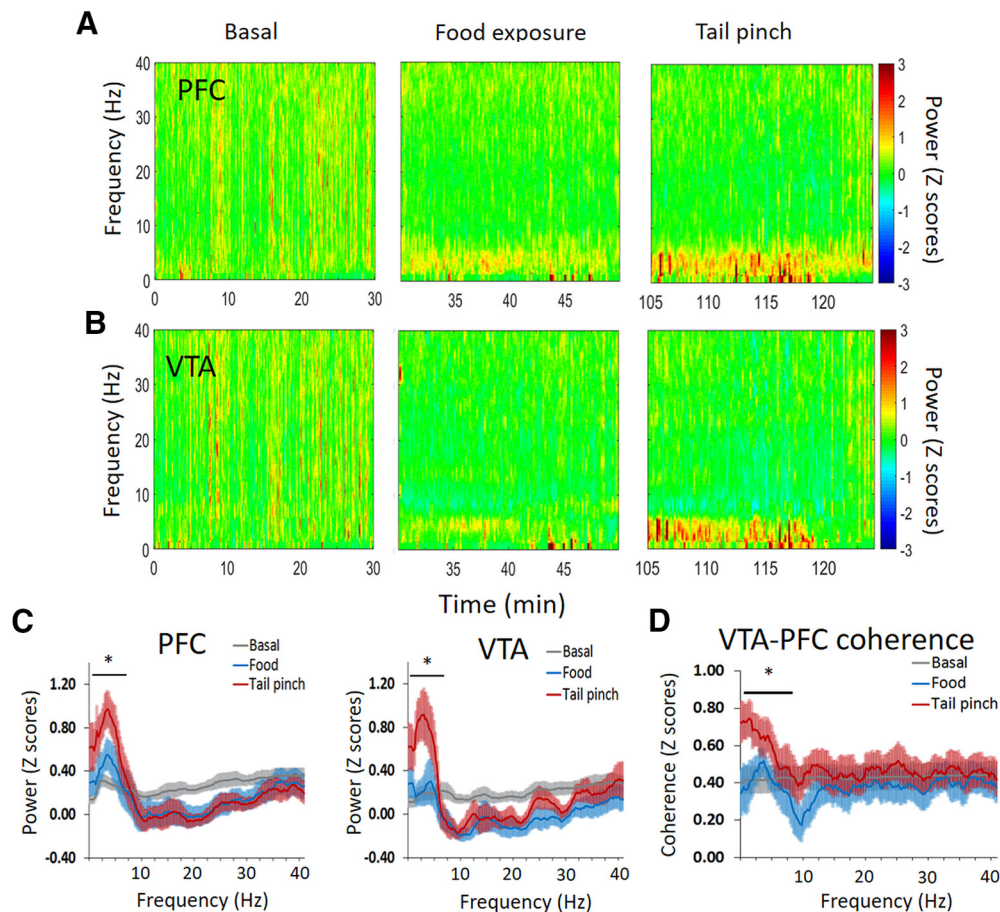 A
Basal Food exposure Tail pinch
PFC
Frequency (Hz)
40
30
20
10
0
0 10 20 30
35 40 45
105 110 115 120
3
2
1
0
-1
-2
-3
Power (Z scores)
B
VTA
Frequency (Hz)
40
30
20
10
0
0 10 20 30
35 40 45
105 110 115 120
3
2
1
0
-1
-2
-3
Power (Z scores)
Time (min)
C
PFC
*
Basal
Food
Tail pinch
Power (Z scores)
1.20
0.80
0.40
0.00
-0.40
0 10 20 30 40
Frequency (Hz)
VTA
*
Basal
Food
Tail pinch
Power (Z scores)
1.20
0.80
0.40
0.00
-0.40
0 10 20 30 40
Frequency (Hz)
D
VTA-PFC coherence
*
Basal
Food
Tail pinch
Coherence (Z scores)
1.00
0.80
0.60
0.40
0.20
0.00
10 20 30 40
Frequency (Hz)